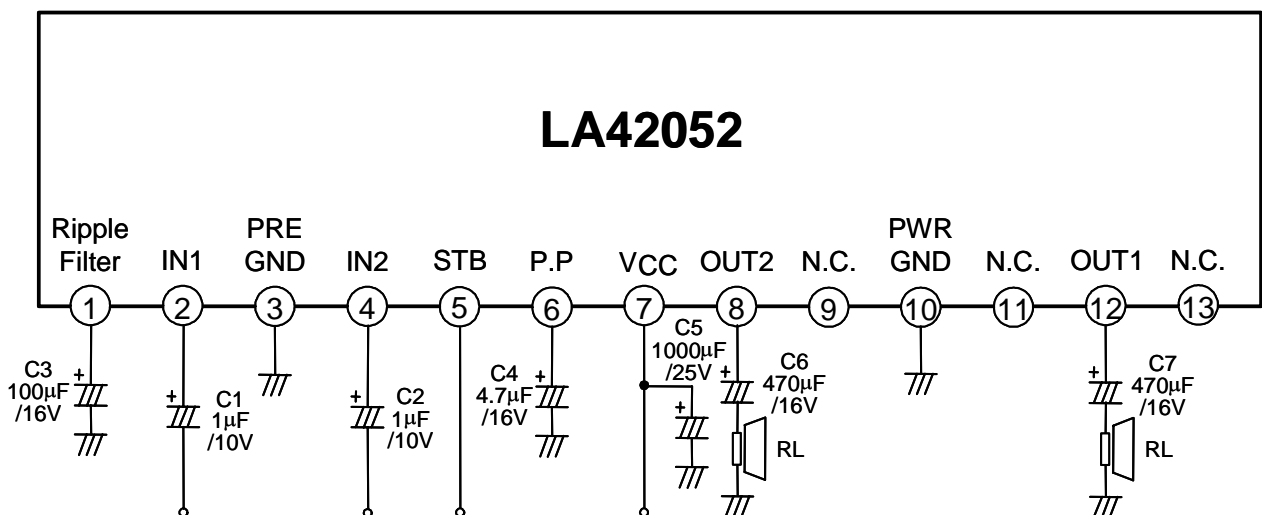 LA42052
Ripple
Filter
IN1
PRE
GND
IN2
STB
P.P
VCC
OUT2
N.C.
PWR
GND
N.C.
OUT1
N.C.
1
2
3
4
5
6
7
8
9
10
11
12
13
C3
100μF
/16V
+
+
C1
1μF
/10V
+
C2
1μF
/10V
C4
4.7μF
/16V
+
C5
1000μF
/25V
+
+
C6
470μF
/16V
RL
+
C7
470μF
/16V
RL